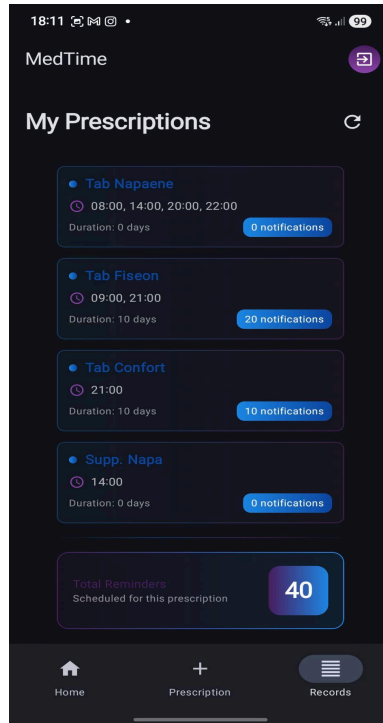 18:11
99
MedTime
My Prescriptions
Tab Napaene
08:00, 14:00, 20:00, 22:00
Duration: 0 days
0 notifications
Tab Fiseon
09:00, 21:00
Duration: 10 days
20 notifications
Tab Confort
21:00
Duration: 10 days
10 notifications
Supp. Napa
14:00
Duration: 0 days
0 notifications
Total Reminders
Scheduled for this prescription
40
Home
Prescription
Records